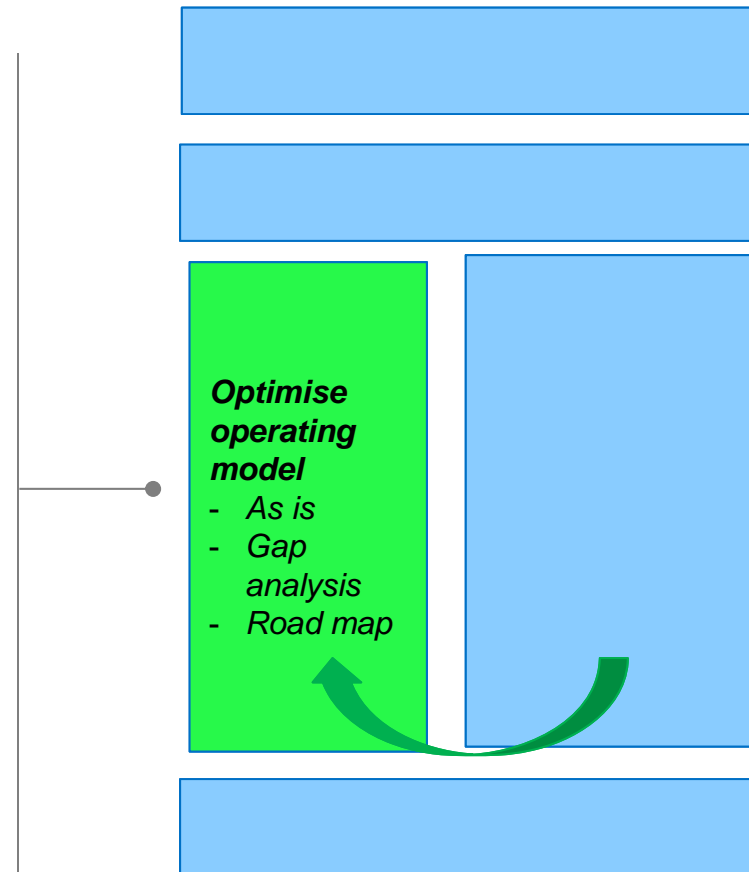 Optimise
operating
model
- As is
- Gap
analysis
- Road map